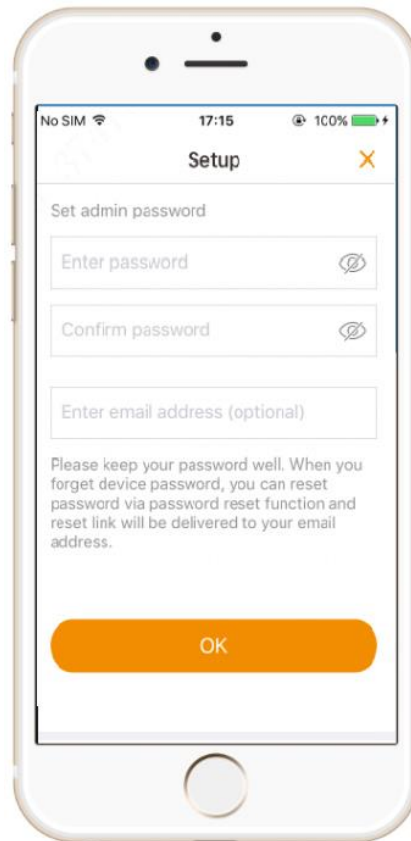 No SIM 17:15 100%
Setup
Set admin password
Enter password
Confirm password
Enter email address (optional)
Please keep your password well. When you
forget device password, you can reset
password via password reset function and
reset link will be delivered to your email
address.
OK